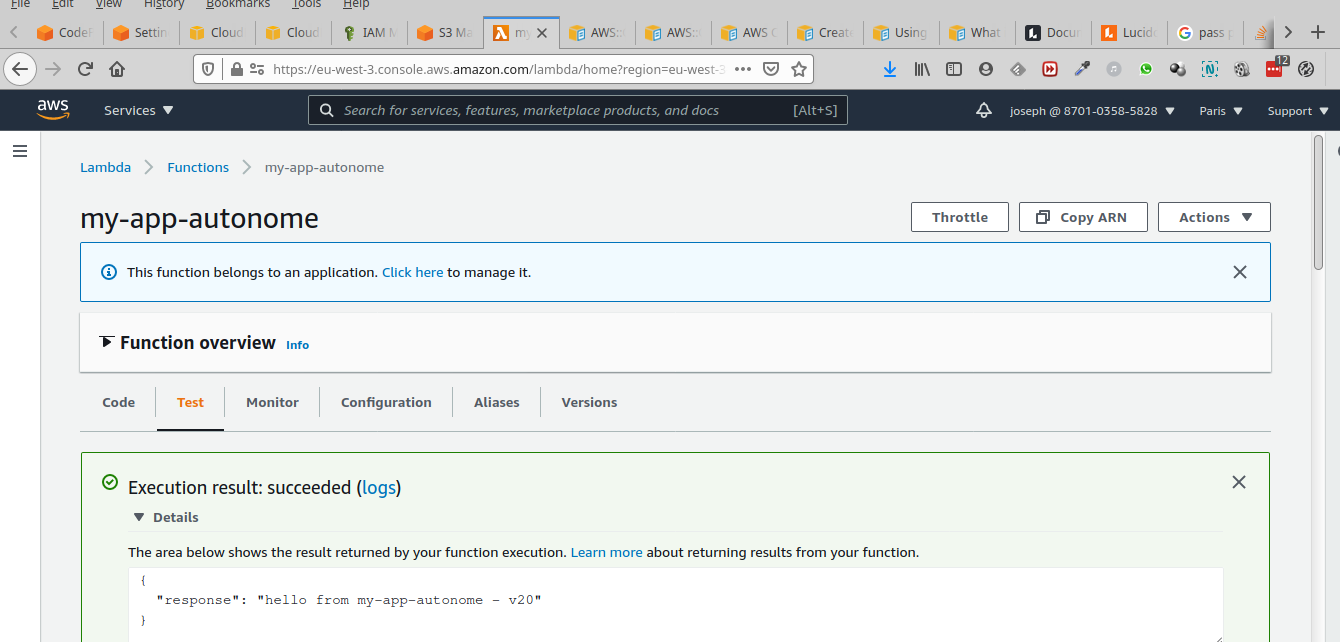 File Edit View History Bookmarks Tools Help
Code Settin Cloud Cloud IAM M S3 Ma my AWS:: AWS:: AWS C Create Using What Docu Lucid pass
https://eu-west-3.console.aws.amazon.com/lambda/home?region=eu-west-3 12
aws Services Search for services, features, marketplace products, and docs [Alt+S] joseph @ 8701-0358-5828 Paris Support
Lambda Functions my-app-autonome
my-app-autonome Throttle Copy ARN Actions
This function belongs to an application. Click here to manage it.
Function overview Info
Code Test Monitor Configuration Aliases Versions
Execution result: succeeded (logs)
Details
The area below shows the result returned by your function execution. Learn more about returning results from your function.
{
"response": "hello from my-app-autonome - v20"
}